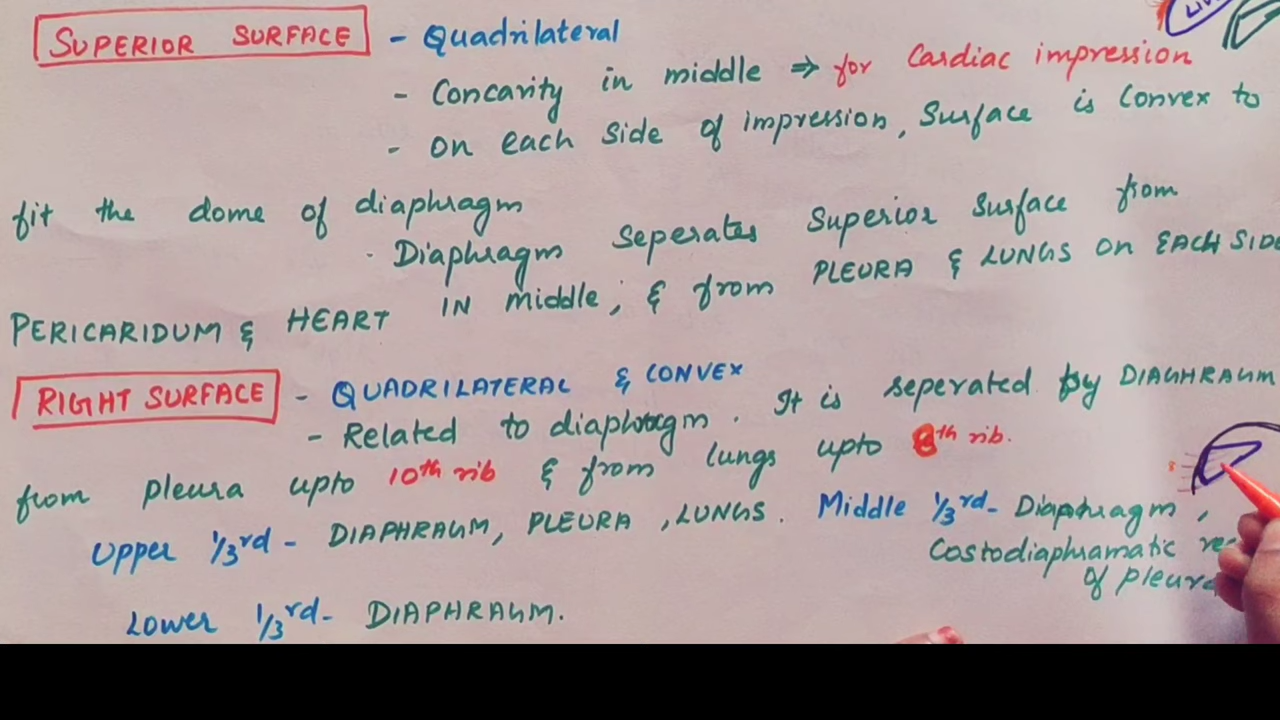 LIV
SUPERIOR SURFACE - Quadrilateral
- Concavity in middle ⇒ for Cardiac impression
- on each side of impression, Surface is Convex to
fit the dome of diaphragm
- Diaphragm seperates Superior Surface from
PERICARIDUM & HEART IN middle; & from PLEURA & LUNGS ON EACH SIDE
RIGHT SURFACE - QUADRILATERAL & CONVEX
- Related to diaphragm. It is seperated by DIAGHRAGM
from pleura upto 10th rib & from lungs upto 8th rib.
Upper 1/3rd - DIAPHRAGM, PLEURA, LUNGS. Middle 1/3rd - Diaphragm,
Costodiaphramatic
of pleura
Lower 1/3rd - DIAPHRAGM.